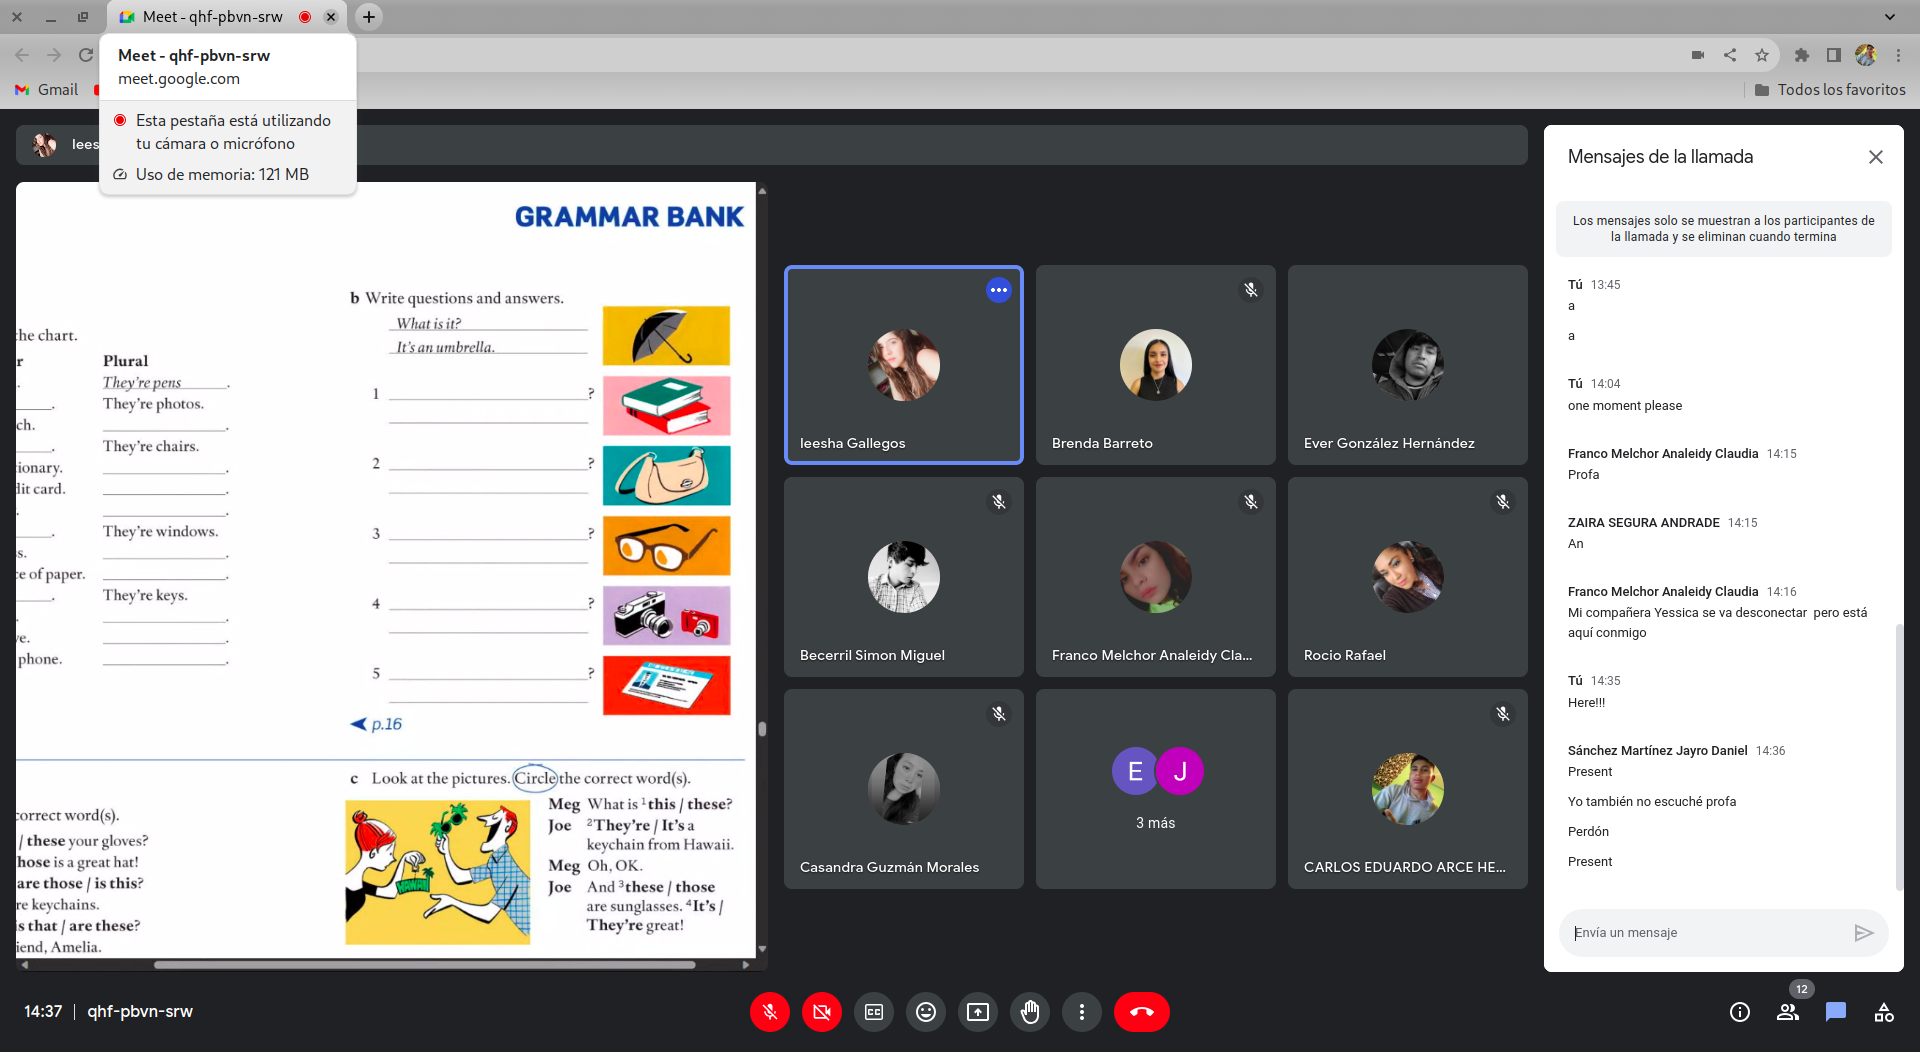 Meet - qhf-pbvn-srw
Meet - qhf-pbvn-srw
meet.google.com
Esta pestaña está utilizando
tu cámara o micrófono
Uso de memoria: 121 MB
Gmail
Todos los favoritos
GRAMMAR BANK
the chart.
r
Plural
They're pens.
They're photos.
ch.
They're chairs.
ionary.
dit card.
They're windows.
ss.
ce of paper.
They're keys.
ve.
phone.
b Write questions and answers.
What is it?
It's an umbrella.
1 ?
2 ?
3 ?
4 ?
5 ?
p.16
correct word(s).
/ these your gloves?
hose is a great hat!
are those / is this?
re keychains.
is that / are these?
iend, Amelia.
c Look at the pictures. Circle the correct word(s).
Meg What is 1 this / these?
Joe 2 They're / It's a
keychain from Hawaii.
Meg Oh, OK.
Joe And 3 these / those
are sunglasses. 4 It's /
They're great!
HAWAII
Ieesha Gallegos
Brenda Barreto
Ever González Hernández
Becerril Simon Miguel
Franco Melchor Analeidy Cla...
Rocio Rafael
Casandra Guzmán Morales
E J
3 más
CARLOS EDUARDO ARCE HE...
Mensajes de la llamada
Los mensajes solo se muestran a los participantes de
la llamada y se eliminan cuando termina
Tú 13:45
a
a
Tú 14:04
one moment please
Franco Melchor Analeidy Claudia 14:15
Profa
ZAIRA SEGURA ANDRADE 14:15
An
Franco Melchor Analeidy Claudia 14:16
Mi compañera Yessica se va desconectar pero está
aquí conmigo
Tú 14:35
Here!!!
Sánchez Martínez Jayro Daniel 14:36
Present
Yo también no escuché profa
Perdón
Present
Envía un mensaje
14:37 | qhf-pbvn-srw
12